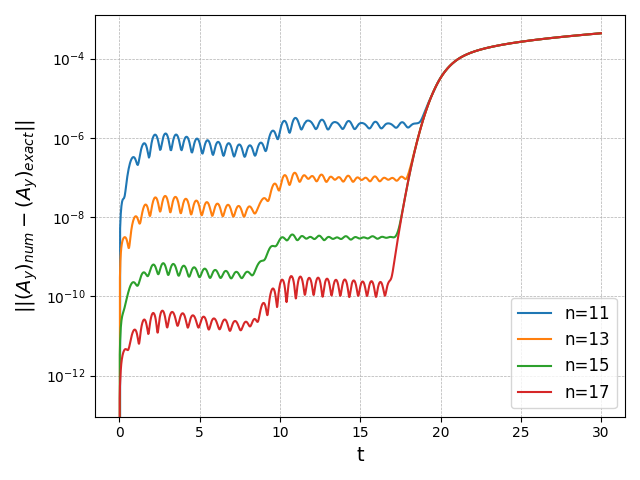 ||(A_y)_num − (A_y)_exact||
10^−4
10^−6
10^−8
10^−10
10^−12
n=11
n=13
n=15
n=17
0 5 10 15 20 25 30
t